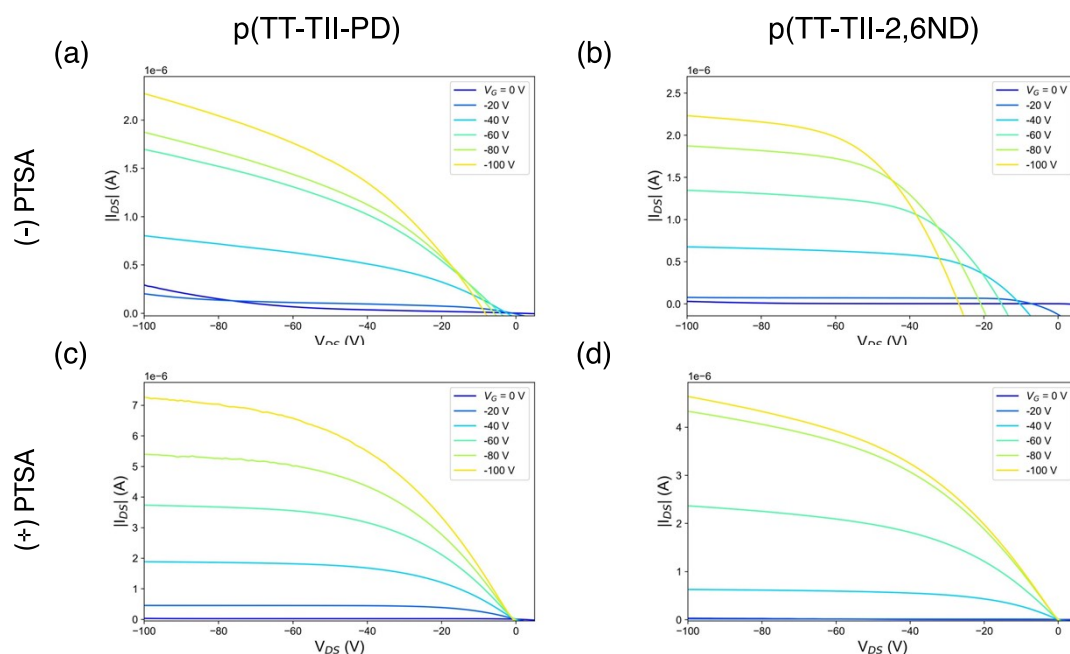 p(TT-TII-PD)
p(TT-TII-2,6ND)
(-) PTSA
(+) PTSA
(a)
1e-6
|I_DS| (A)
2.0
1.5
1.0
0.5
0.0
-100
-80
-60
-40
-20
0
V_DS (V)
V_G = 0 V
-20 V
-40 V
-60 V
-80 V
-100 V
(b)
1e-6
|I_DS| (A)
2.5
2.0
1.5
1.0
0.5
0.0
-100
-80
-60
-40
-20
0
V_DS (V)
V_G = 0 V
-20 V
-40 V
-60 V
-80 V
-100 V
(c)
1e-6
|I_DS| (A)
7
6
5
4
3
2
1
0
-100
-80
-60
-40
-20
0
V_DS (V)
V_G = 0 V
-20 V
-40 V
-60 V
-80 V
-100 V
(d)
1e-6
|I_DS| (A)
4
3
2
1
0
-100
-80
-60
-40
-20
0
V_DS (V)
V_G = 0 V
-20 V
-40 V
-60 V
-80 V
-100 V